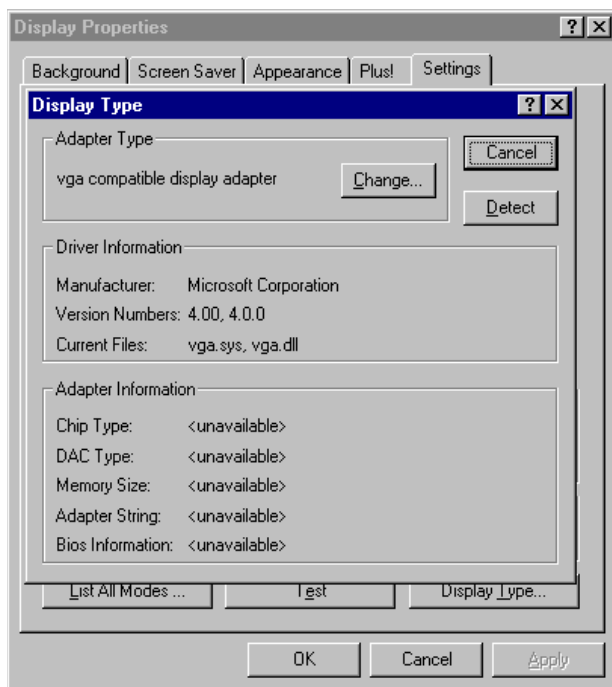 Display Properties
Background Screen Saver Appearance Plus! Settings
Display Type
Adapter Type
vga compatible display adapter
Change...
Cancel
Detect
Driver Information
Manufacturer: Microsoft Corporation
Version Numbers: 4.00, 4.0.0
Current Files: vga.sys, vga.dll
Adapter Information
Chip Type: <unavailable>
DAC Type: <unavailable>
Memory Size: <unavailable>
Adapter String: <unavailable>
Bios Information: <unavailable>
List All Modes ... Test Display Type...
OK Cancel Apply